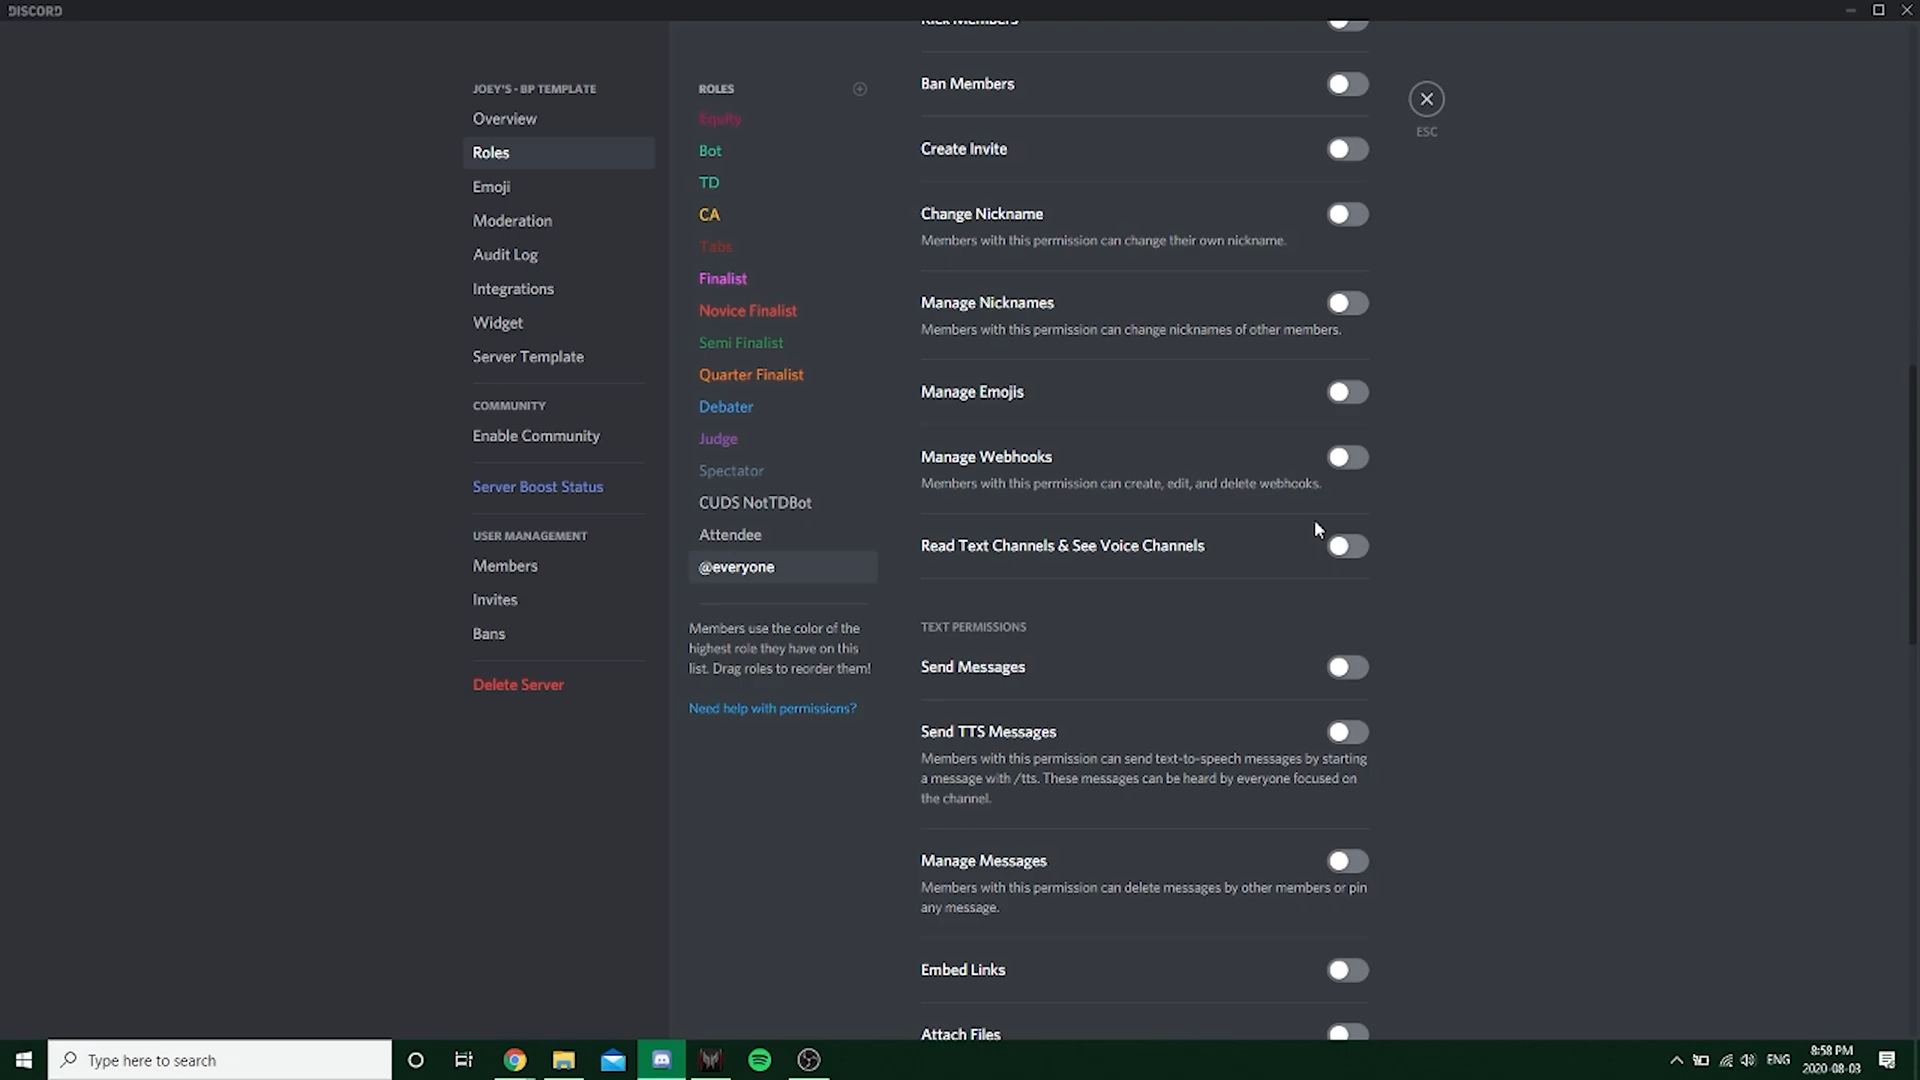 DISCORD
JOEY'S - BP TEMPLATE
Overview
Roles
Emoji
Moderation
Audit Log
Integrations
Widget
Server Template
COMMUNITY
Enable Community
Server Boost Status
USER MANAGEMENT
Members
Invites
Bans
Delete Server
ROLES
Equity
Bot
TD
CA
Tabs
Finalist
Novice Finalist
Semi Finalist
Quarter Finalist
Debater
Judge
Spectator
CUDS NotTDBot
Attendee
@everyone
Members use the color of the
highest role they have on this
list. Drag roles to reorder them!
Need help with permissions?
Kick Members
Ban Members
Create Invite
Change Nickname
Members with this permission can change their own nickname.
Manage Nicknames
Members with this permission can change nicknames of other members.
Manage Emojis
Manage Webhooks
Members with this permission can create, edit, and delete webhooks.
Read Text Channels & See Voice Channels
TEXT PERMISSIONS
Send Messages
Send TTS Messages
Members with this permission can send text-to-speech messages by starting
a message with /tts. These messages can be heard by everyone focused on
the channel.
Manage Messages
Members with this permission can delete messages by other members or pin
any message.
Embed Links
Attach Files
ESC
Type here to search
ENG
8:58 PM
2020-08-03